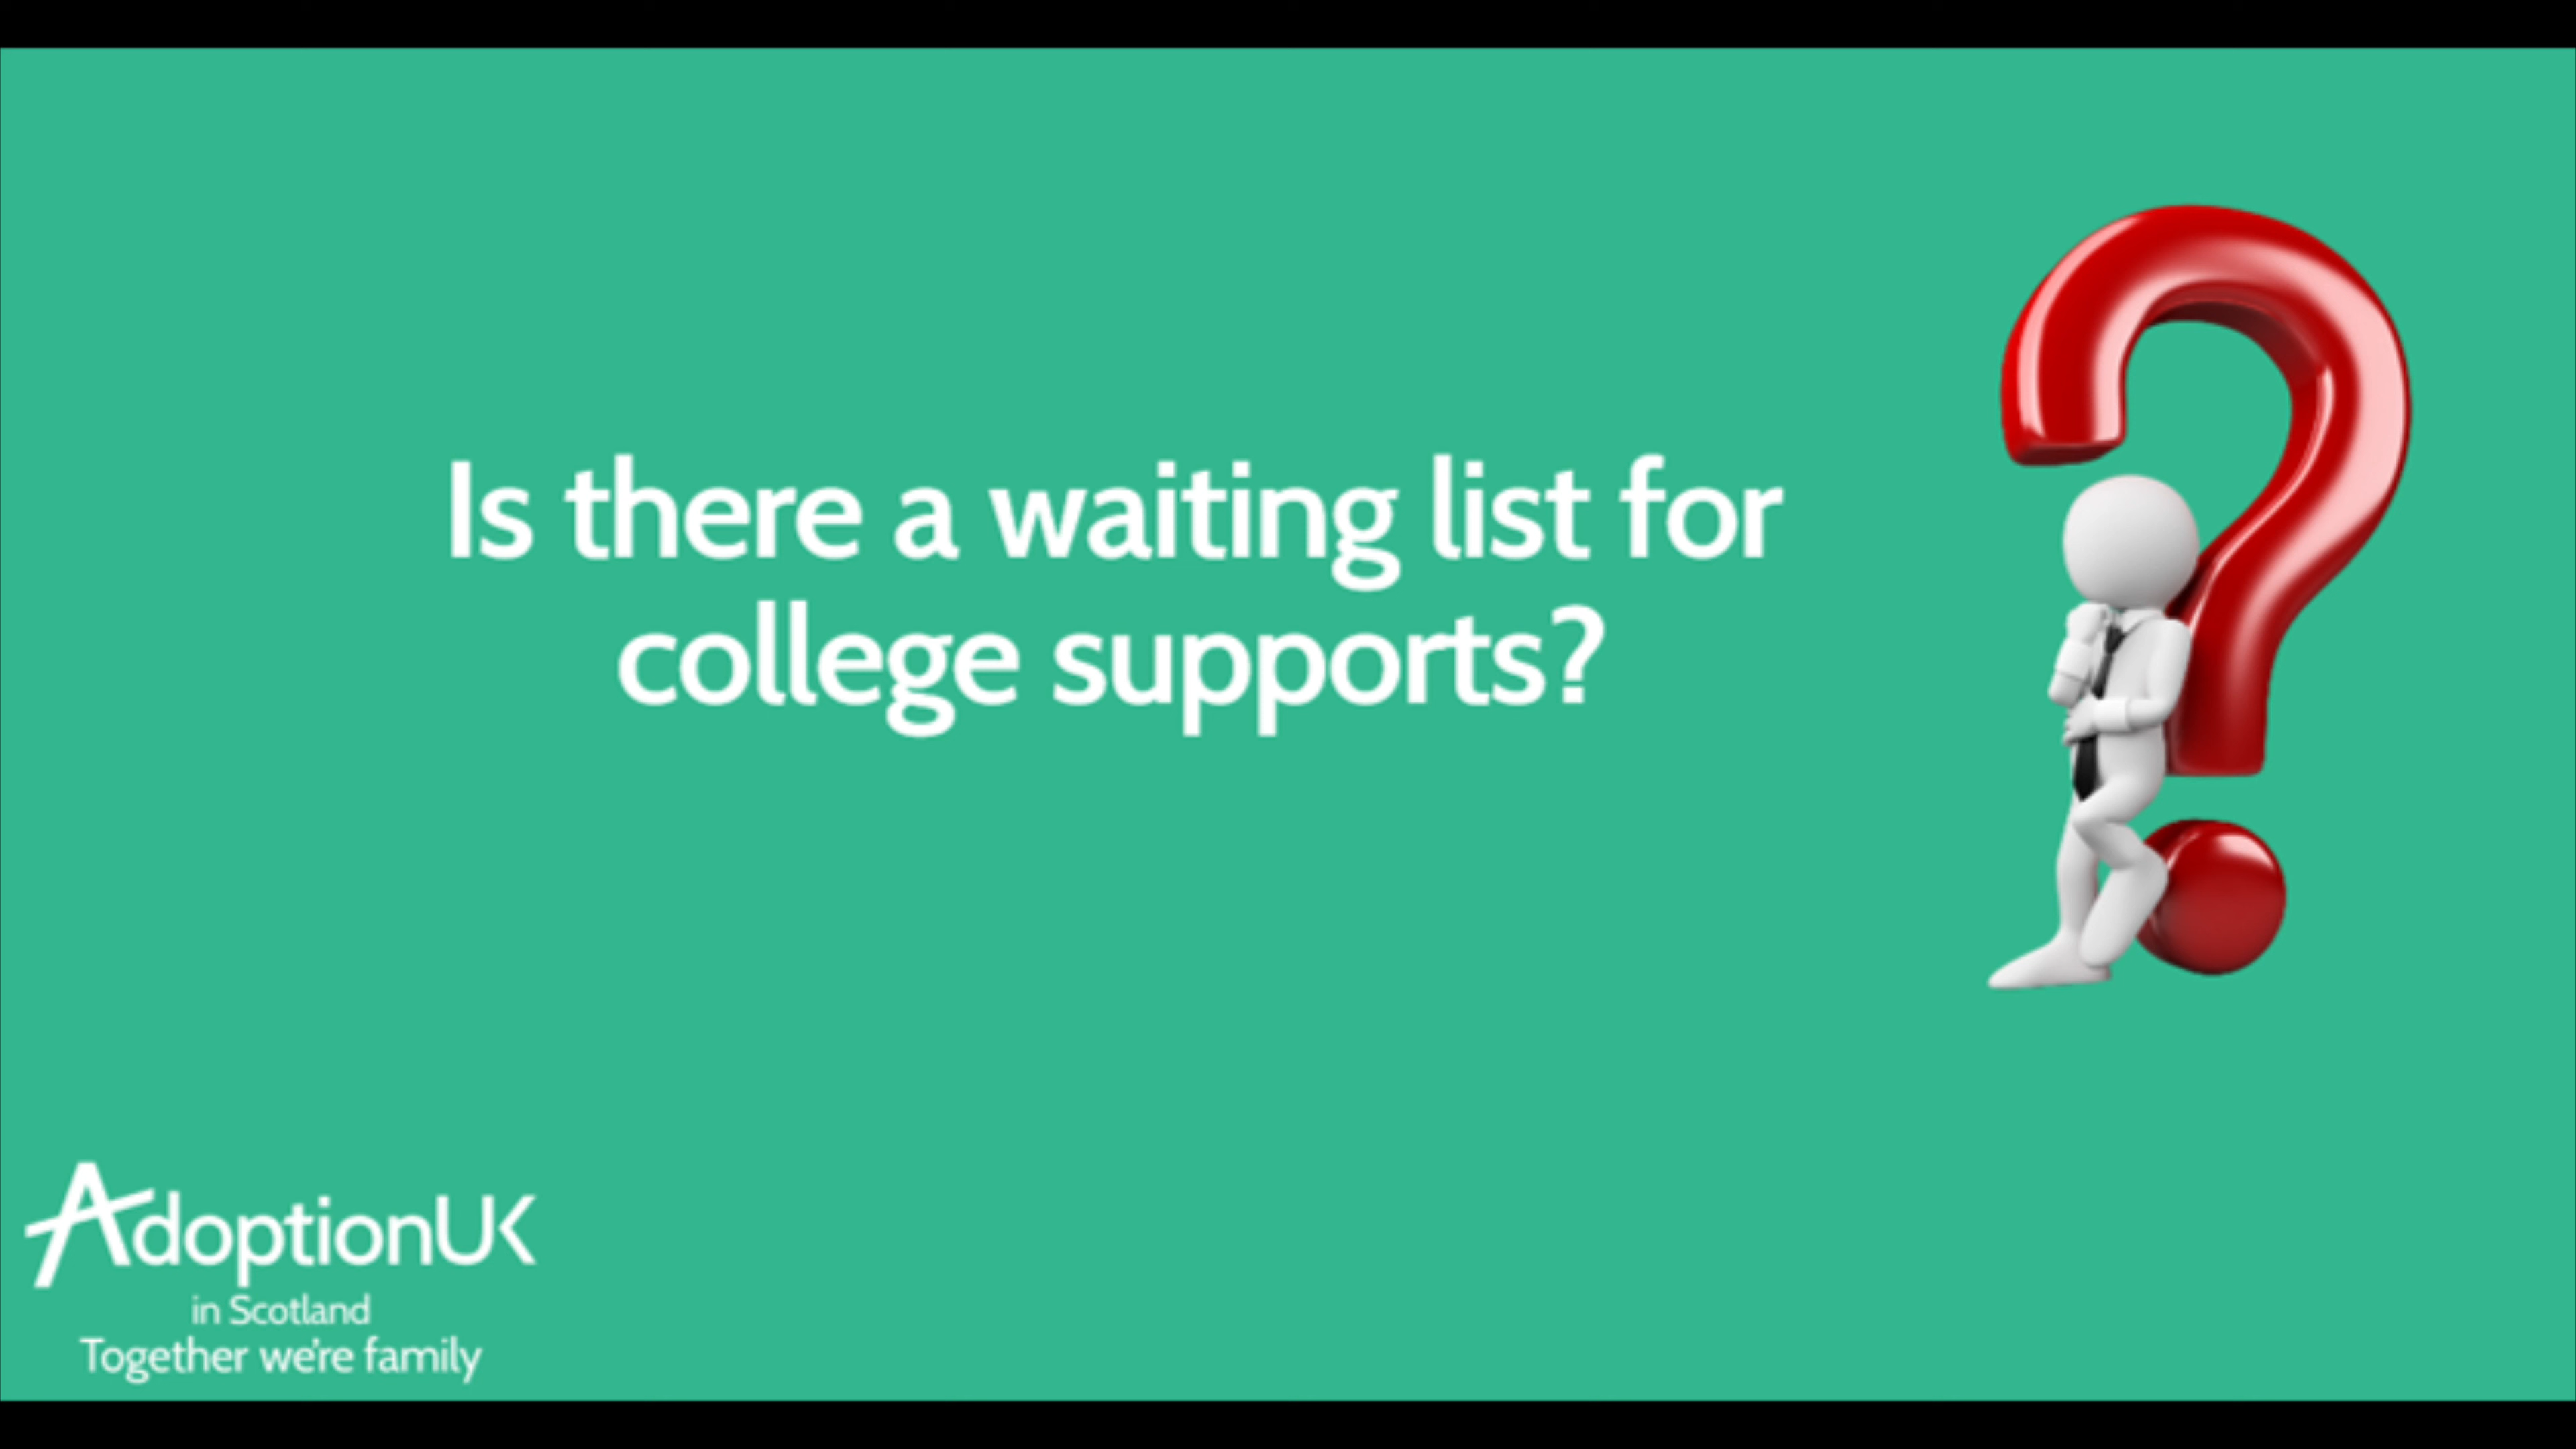 Is there a waiting list for
college supports?
AdoptionUK
in Scotland
Together we're family